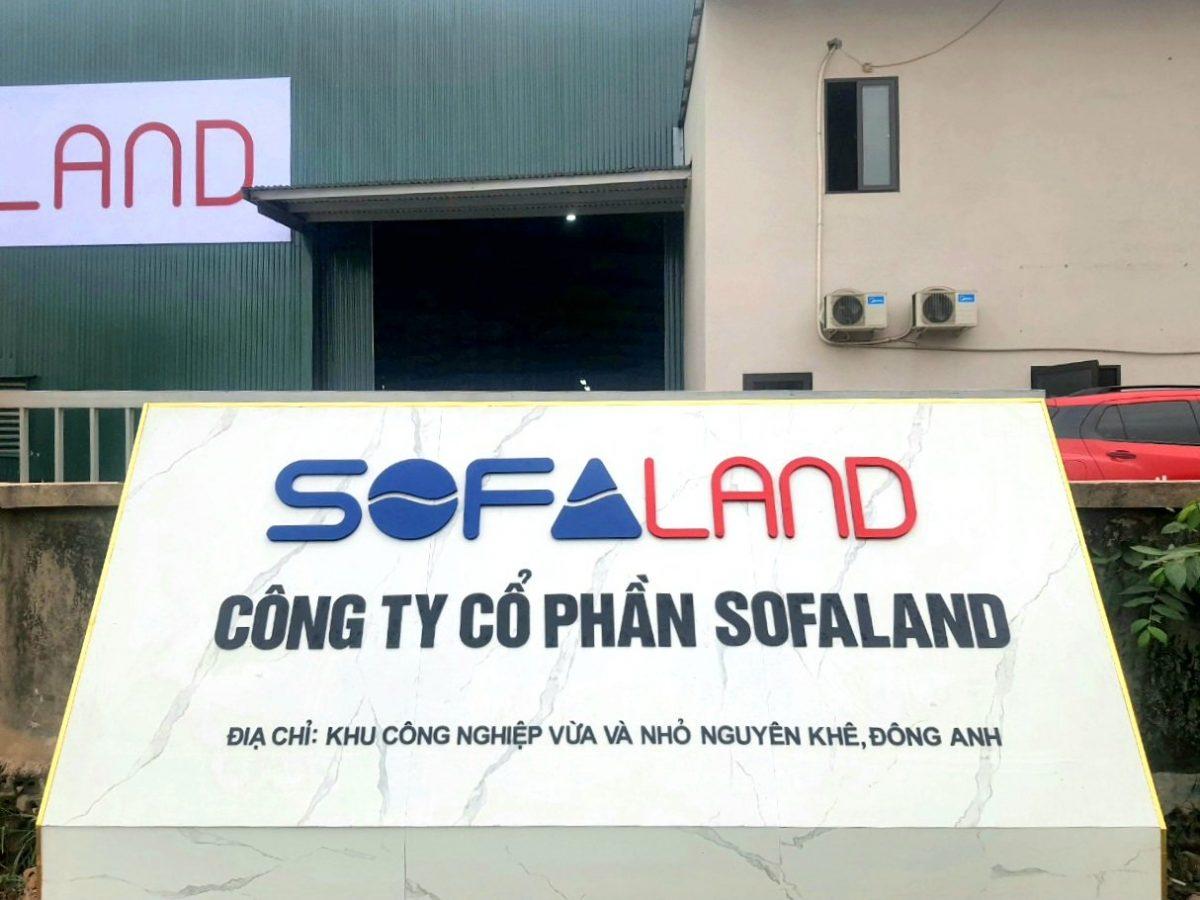 LAND
SOFALAND
CÔNG TY CỔ PHẦN SOFALAND
ĐỊA CHỈ: KHU CÔNG NGHIỆP VỪA VÀ NHỎ NGUYÊN KHÊ, ĐÔNG ANH